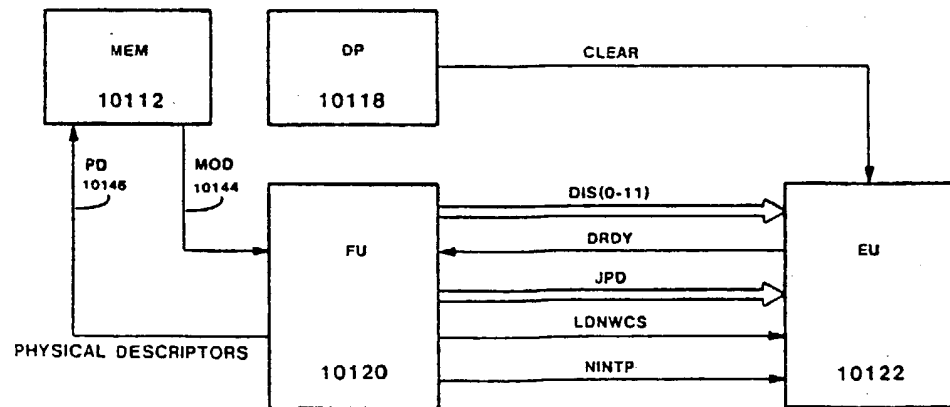 MEM
10112
DP
10118
CLEAR
PD
10146
MOD
10144
FU
10120
DIS(0-11)
DRDY
JPD
LDNWCS
NINTP
EU
10122
PHYSICAL DESCRIPTORS